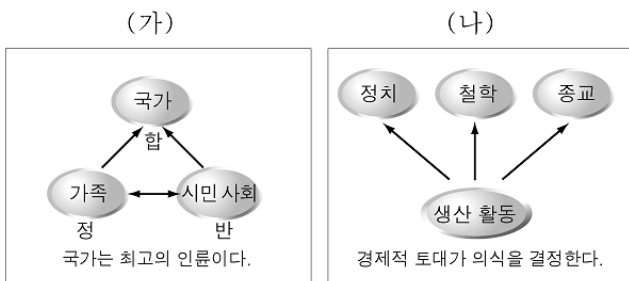 (가)
국가
합
가족
시민 사회
정
반
국가는 최고의 인륜이다.
(나)
정치
철학
종교
생산 활동
경제적 토대가 의식을 결정한다.